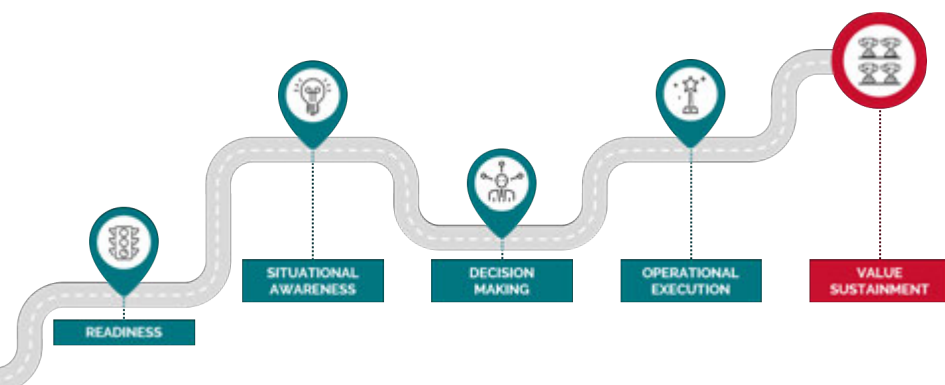 READINESS
SITUATIONAL
AWARENESS
DECISION
MAKING
OPERATIONAL
EXECUTION
VALUE
SUSTAINMENT